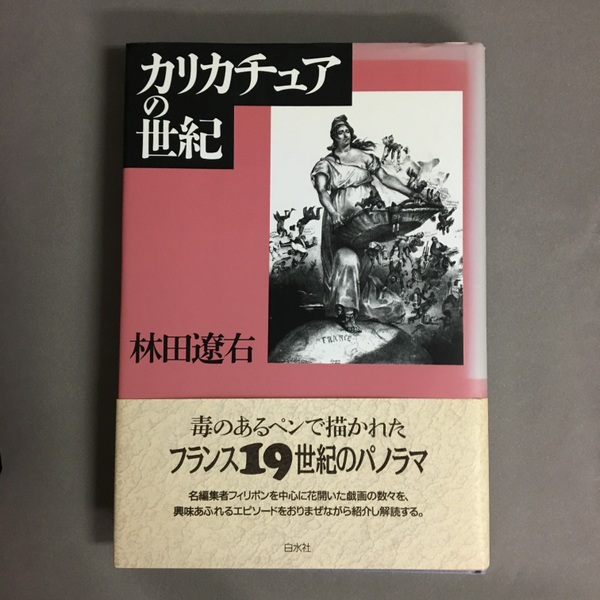 カリカチュア
の
世紀
FRANCE
林田遼右
毒のあるペンで描かれた
フランス19世紀のパノラマ
名編集者フィリポンを中心に花開いた戯画の数々を、
興味あふれるエピソードをおりまぜながら紹介し解読する。
白水社